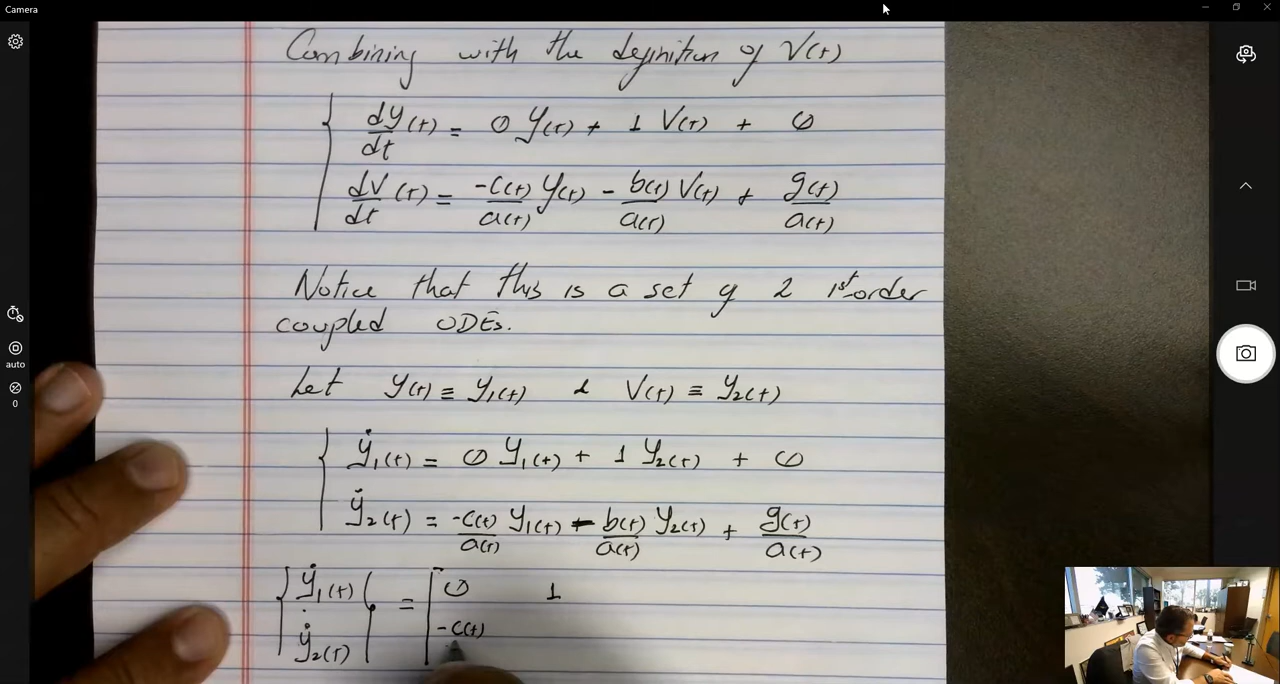 Camera
Combining with the definition of V(t)
dy(t)/dt = 0 y(t) + 1 V(t) + 0
dV(t)/dt = -c(t)/a(t) y(t) - b(t)/a(t) V(t) + g(t)/a(t)
Notice that this is a set of 2 1st order
coupled ODEs.
Let y(t) ≡ y₁(t) & V(t) ≡ y₂(t)
ẏ₁(t) = 0 y₁(t) + 1 y₂(t) + 0
ẏ₂(t) = -c(t)/a(t) y₁(t) - b(t)/a(t) y₂(t) + g(t)/a(t)
{ẏ₁(t) = [0 1
ẏ₂(t) -c(t)
auto
0